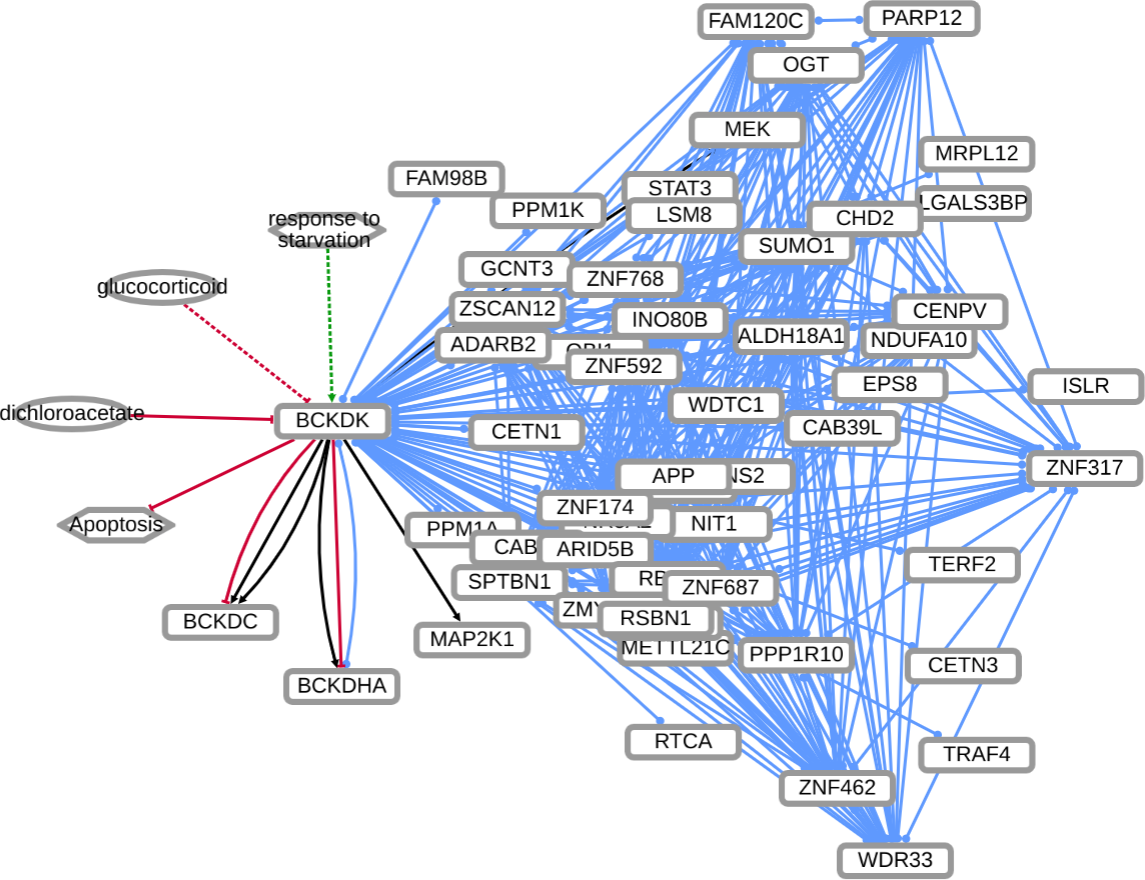 FAM120C
PARP12
OGT
MEK
MRPL12
FAM98B
STAT3
LGALS3BP
PPM1K
LSM8
CHD2
response to
starvation
SUMO1
GCNT3
ZNF768
glucocorticoid
ZSCAN12
INO80B
CENPV
ADARB2
ALDH18A1
NDUFA10
ZNF592
EPS8
ISLR
WDTC1
dichloroacetate
BCKDK
CETN1
CAB39L
ZNF317
APP
NS2
ZNF174
Apoptosis
PPM1A
NIT1
CAB
ARID5B
TERF2
SPTBN1
RB
ZNF687
ZMY
RSBN1
BCKDC
MAP2K1
METTL21C
PPP1R10
CETN3
BCKDHA
RTCA
TRAF4
ZNF462
WDR33